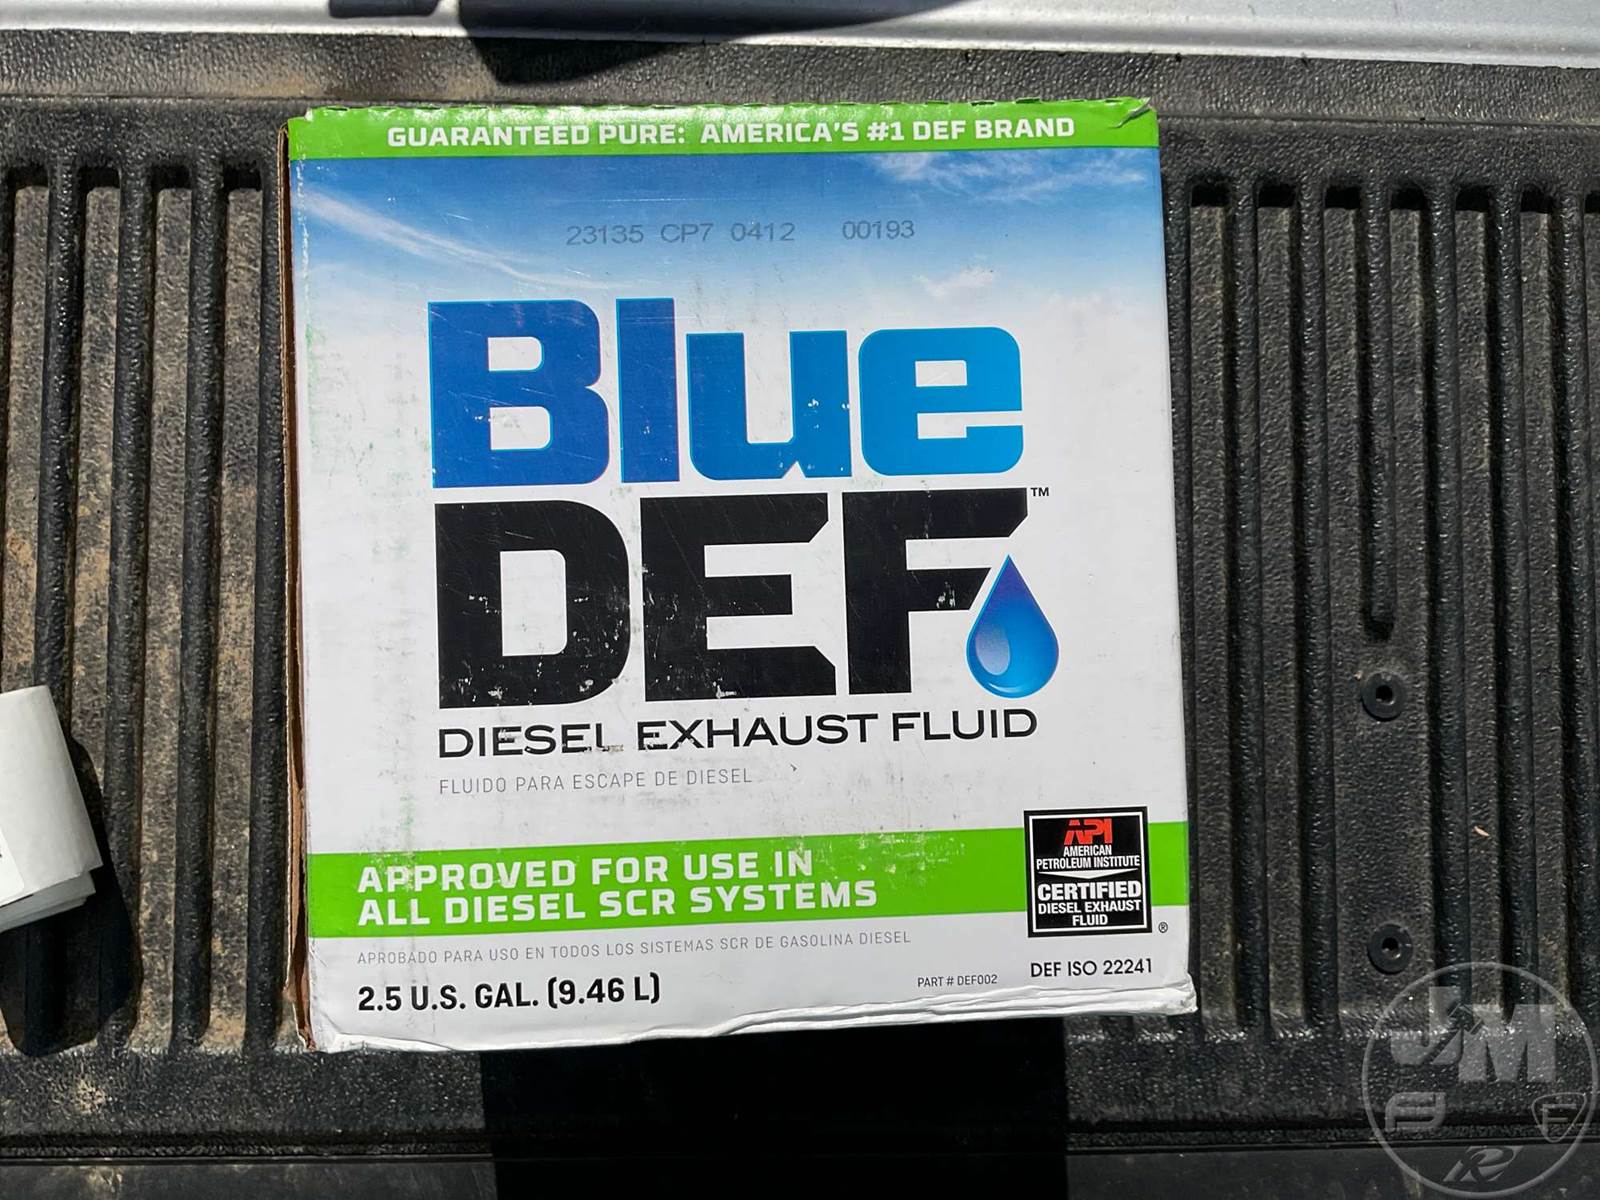 GUARANTEED PURE: AMERICA'S #1 DEF BRAND
23135 CP7 0412 00193
Blue
DEF™
DIESEL EXHAUST FLUID
FLUIDO PARA ESCAPE DE DIESEL
APPROVED FOR USE IN
ALL DIESEL SCR SYSTEMS
APROBADO PARA USO EN TODOS LOS SISTEMAS SCR DE GASOLINA DIESEL
2.5 U.S. GAL. (9.46 L)
PART # DEF002
API
AMERICAN
PETROLEUM INSTITUTE
CERTIFIED
DIESEL EXHAUST
FLUID
®
DEF ISO 22241
J M